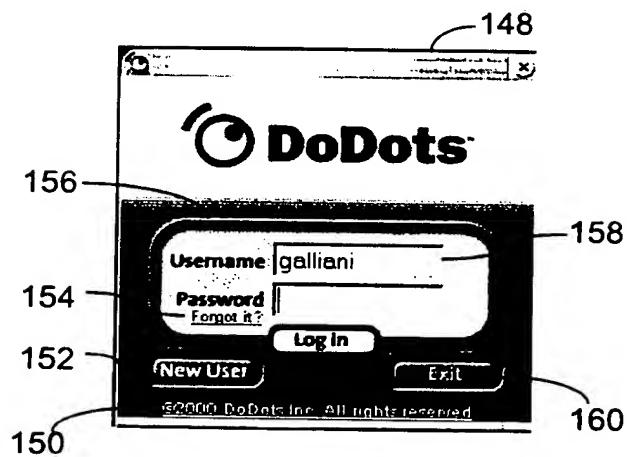 148
DoDots
156
158
Username galliani
154
Password
Forgot it?
Log in
152
New User Exit
©2000 DoDots Inc. All rights reserved
160
150